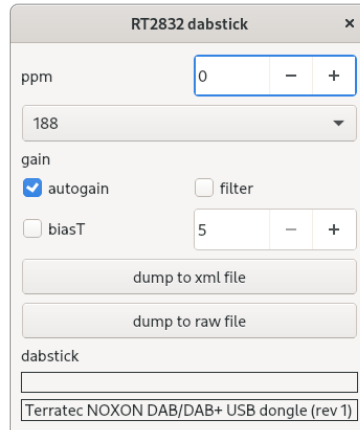 RT2832 dabstick ×
ppm 0 − +
188
gain
autogain filter
biasT 5 − +
dump to xml file
dump to raw file
dabstick
Terratec NOXON DAB/DAB+ USB dongle (rev 1)